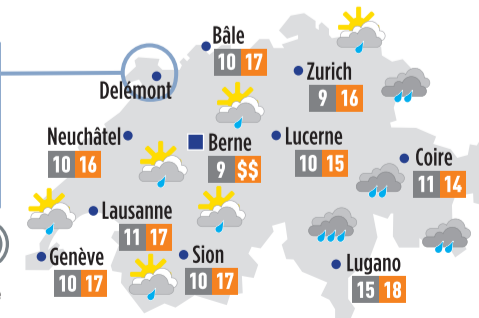 Bâle
10 17
Zurich
9 16
Delémont
Neuchâtel
10 16
Berne
9 $$
Lucerne
10 15
Coire
11 14
Lausanne
11 17
Genève
10 17
Sion
10 17
Lugano
15 18